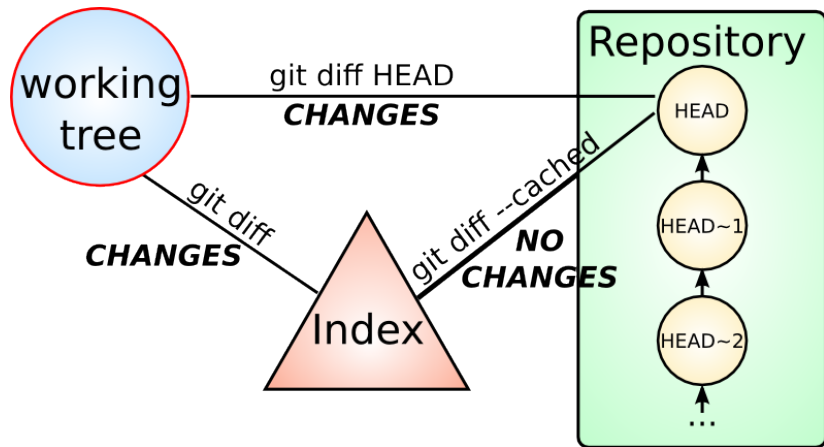 Repository
working
tree
git diff HEAD
CHANGES
HEAD
git diff
CHANGES
git diff --cached
NO
CHANGES
HEAD~1
Index
HEAD~2
...